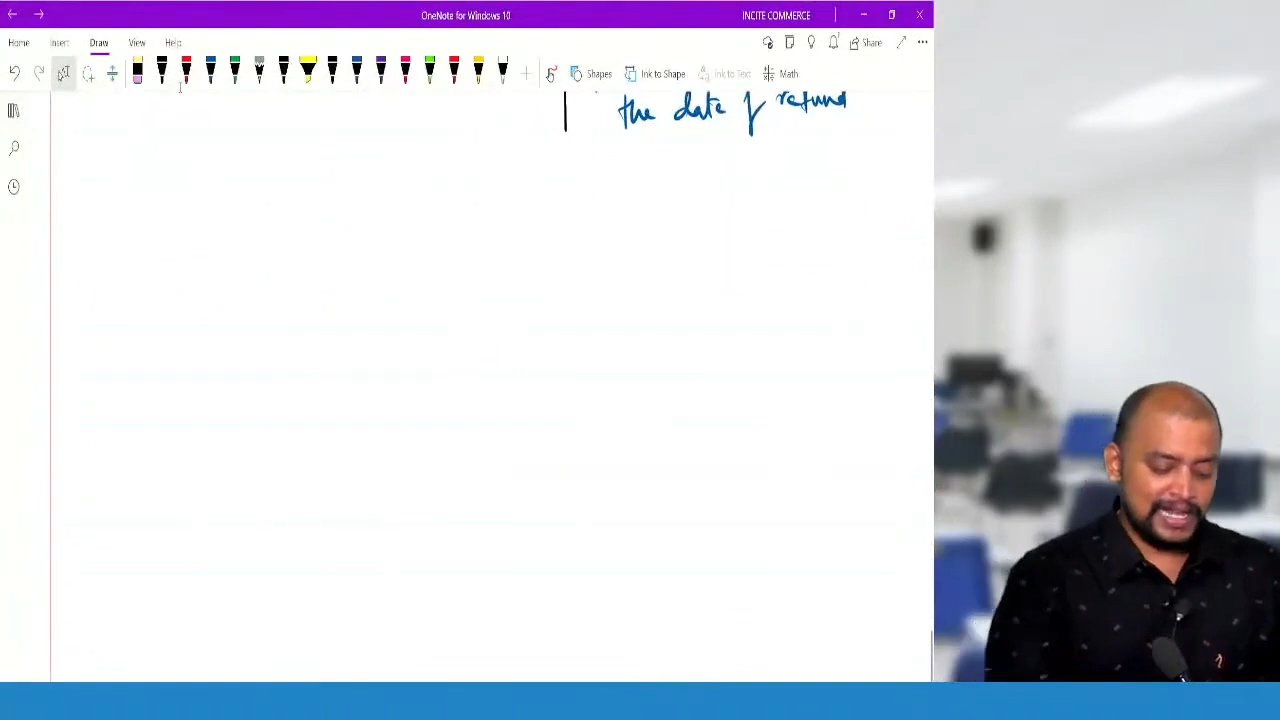 OneNote for Windows 10
INCITE COMMERCE
Home Insert Draw View Help
Share
Shapes
Ink to Shape
Ink to Text
Math
the date of refund